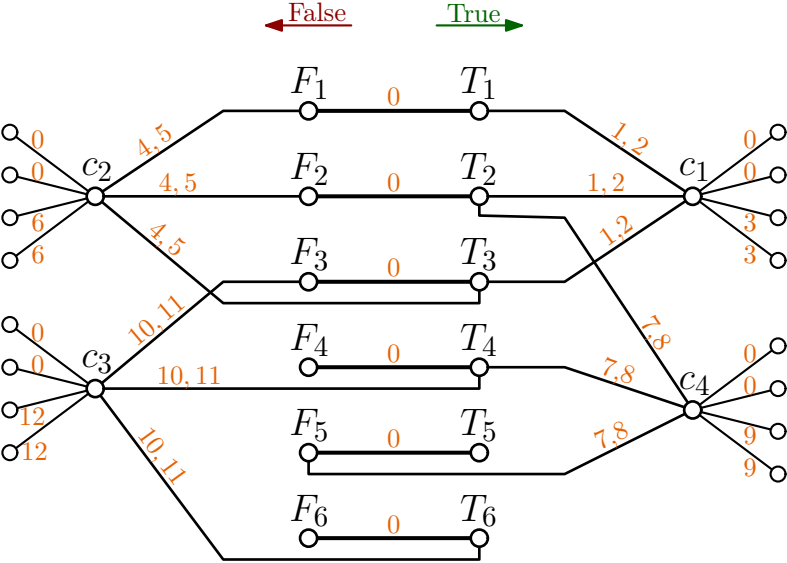 False True
F₁ 0 T₁
4, 5 1, 2
0 c₂ F₂ 0 T₂ c₁ 0
0 4, 5 1, 2 0
6 4, 5 1,2 3
6 F₃ 0 T₃ 3
0 10, 11 7,8
c₃ F₄ 0 T₄ 0
0 10, 11 7,8 c₄ 0
12 F₅ 0 T₅ 7,8 9
12 10, 11 9
F₆ 0 T₆